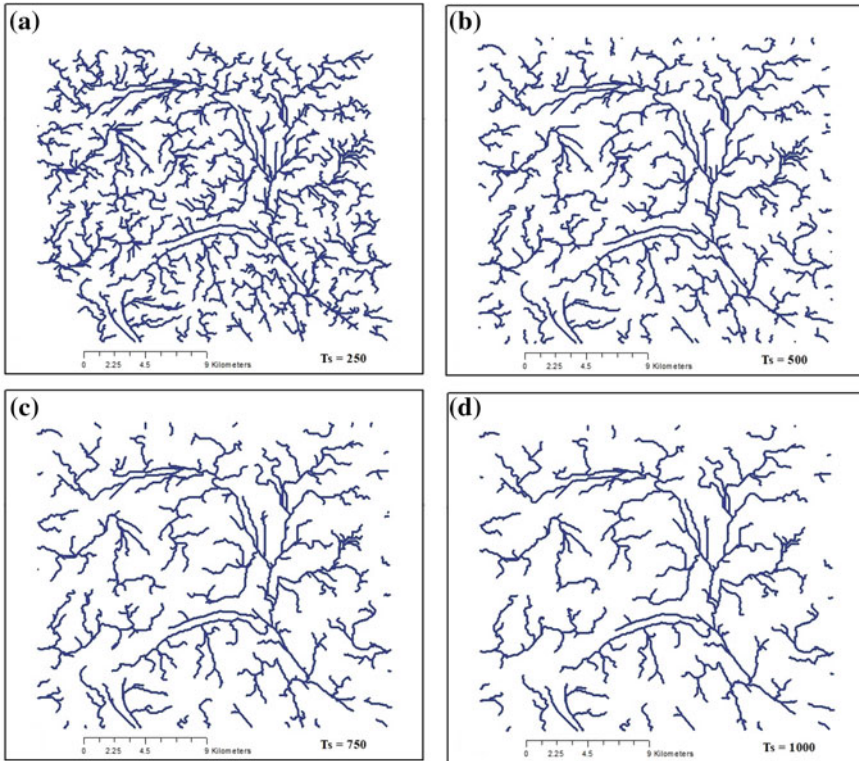 (a)
0 2.25 4.5 9 Kilometers
Ts = 250
(b)
0 2.25 4.5 9 Kilometers
Ts = 500
(c)
0 2.25 4.5 9 Kilometers
Ts = 750
(d)
0 2.25 4.5 9 Kilometers
Ts = 1000